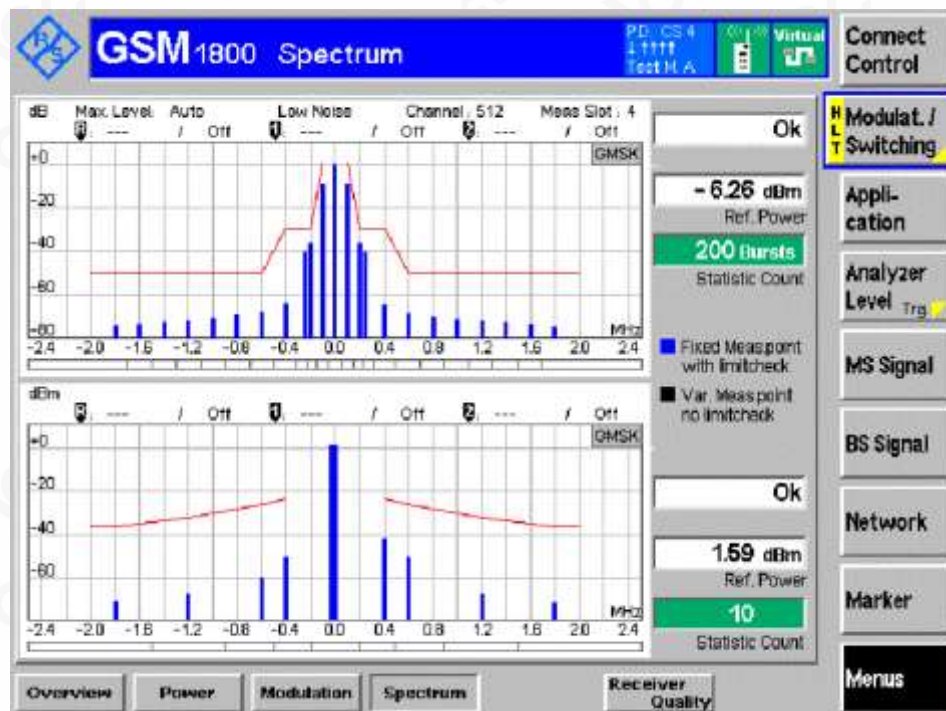 R&S
GSM 1800 Spectrum
P.D. CS 4
Virtual
Connect Control
dB Max. Level: Auto Low Noise Channel: 512 Meas Slot: 4
--- / Off 1: --- / Off 2: --- / Off
GMSK
+0
-20
-40
-60
-80
MHz
-2.4 -2.0 -1.6 -1.2 -0.8 -0.4 0.0 0.4 0.8 1.2 1.6 2.0 2.4
Ok
-6.26 dBm
Ref. Power
200 Bursts
Statistic Count
Fixed Meas.point
with limitcheck
Var. Meas.point
no limitcheck
dBm
--- / Off 1: --- / Off 2: --- / Off
GMSK
+0
-20
-40
-60
MHz
-2.4 -2.0 -1.6 -1.2 -0.8 -0.4 0.0 0.4 0.8 1.2 1.6 2.0 2.4
Ok
1.59 dBm
Ref. Power
10
Statistic Count
H
L
T
Modulat. /
Switching
Appli-
cation
Analyzer
Level Trg
MS Signal
BS Signal
Network
Marker
Menus
Overview Power Modulation Spectrum Receiver
Quality